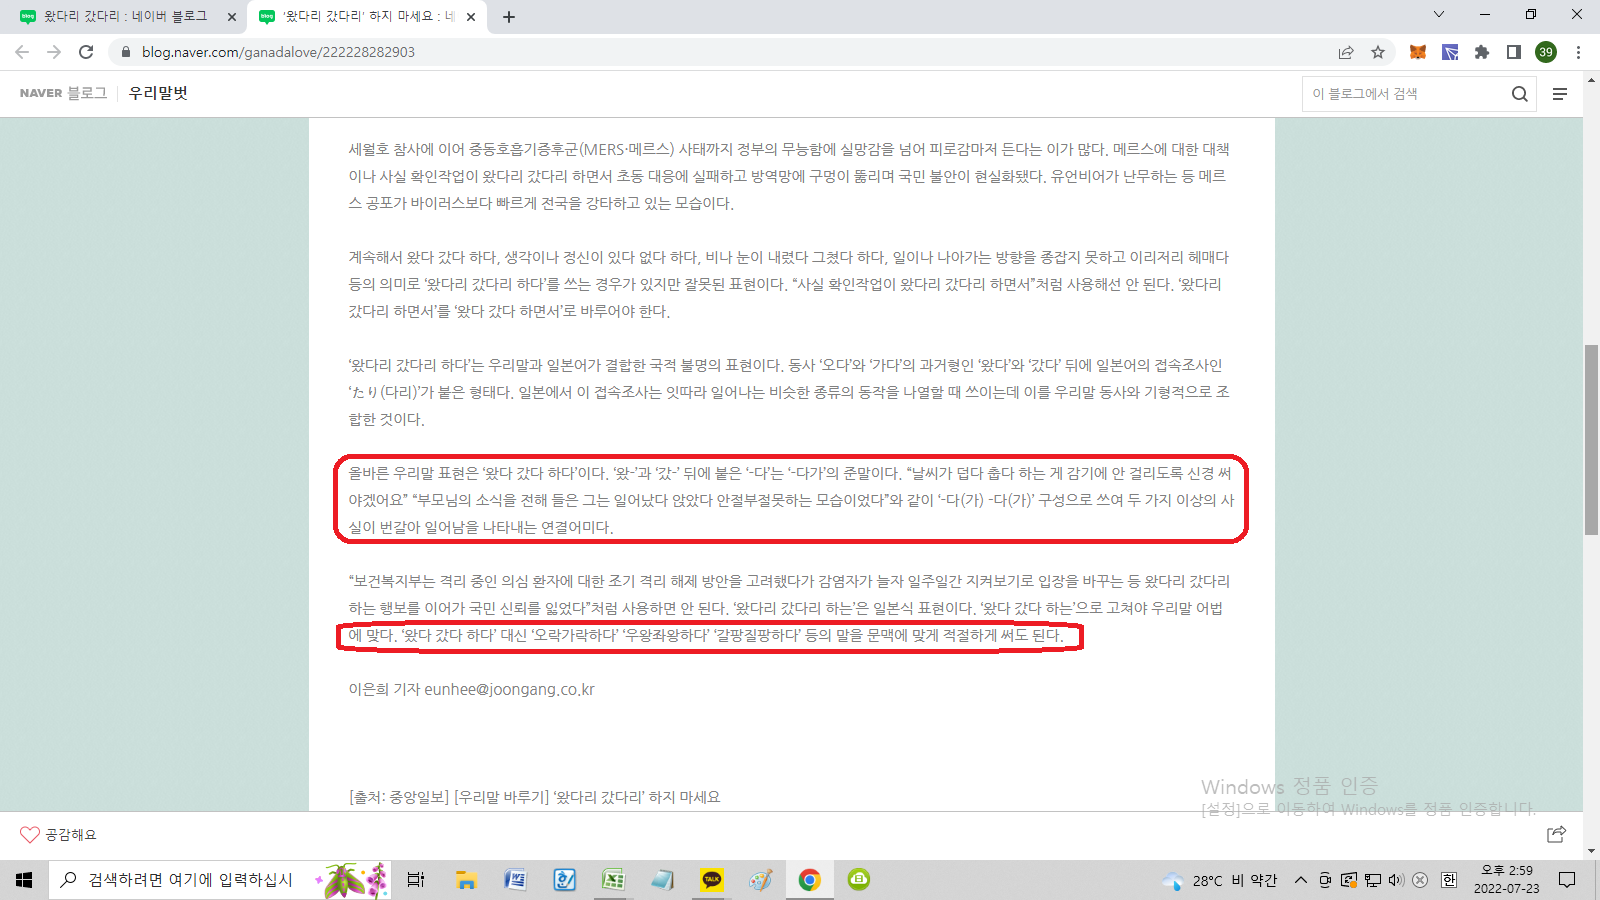 왔다리 갔다리 : 네이버 블로그
'왔다리 갔다리' 하지 마세요 : 네
blog.naver.com/ganadalove/222228282903
39
NAVER 블로그
우리말벗
이 블로그에서 검색
세월호 참사에 이어 중동호흡기증후군(MERS·메르스) 사태까지 정부의 무능함에 실망감을 넘어 피로감마저 든다는 이가 많다. 메르스에 대한 대책
이나 사실 확인작업이 왔다리 갔다리 하면서 초동 대응에 실패하고 방역망에 구멍이 뚫리며 국민 불안이 현실화됐다. 유언비어가 난무하는 등 메르
스 공포가 바이러스보다 빠르게 전국을 강타하고 있는 모습이다.
계속해서 왔다 갔다 하다, 생각이나 정신이 있다 없다 하다, 비나 눈이 내렸다 그쳤다 하다, 일이나 나아가는 방향을 종잡지 못하고 이리저리 헤매다
등의 의미로 ‘왔다리 갔다리 하다’를 쓰는 경우가 있지만 잘못된 표현이다. “사실 확인작업이 왔다리 갔다리 하면서”처럼 사용해선 안 된다. ‘왔다리
갔다리 하면서’를 ‘왔다 갔다 하면서’로 바루어야 한다.
‘왔다리 갔다리 하다’는 우리말과 일본어가 결합한 국적 불명의 표현이다. 동사 ‘오다’와 ‘가다’의 과거형인 ‘왔다’와 ‘갔다’ 뒤에 일본어의 접속조사인
‘たり(다리)’가 붙은 형태다. 일본에서 이 접속조사는 잇따라 일어나는 비슷한 종류의 동작을 나열할 때 쓰이는데 이를 우리말 동사와 기형적으로 조
합한 것이다.
올바른 우리말 표현은 ‘왔다 갔다 하다’이다. ‘왔-’과 ‘갔-’ 뒤에 붙은 ‘-다’는 ‘-다가’의 준말이다. “날씨가 덥다 춥다 하는 게 감기에 안 걸리도록 신경 써
야겠어요” “부모님의 소식을 전해 들은 그는 일어났다 앉았다 안절부절못하는 모습이었다”와 같이 ‘-다(가) -다(가)’ 구성으로 쓰여 두 가지 이상의 사
실이 번갈아 일어남을 나타내는 연결어미다.
“보건복지부는 격리 중인 의심 환자에 대한 조기 격리 해제 방안을 고려했다가 감염자가 늘자 일주일간 지켜보기로 입장을 바꾸는 등 왔다리 갔다리
하는 행보를 이어가 국민 신뢰를 잃었다”처럼 사용하면 안 된다. ‘왔다리 갔다리 하는’은 일본식 표현이다. ‘왔다 갔다 하는’으로 고쳐야 우리말 어법
에 맞다. ‘왔다 갔다 하다’ 대신 ‘오락가락하다’ ‘우왕좌왕하다’ ‘갈팡질팡하다’ 등의 말을 문맥에 맞게 적절하게 써도 된다.
이은희 기자 eunhee@joongang.co.kr
[출처: 중앙일보] [우리말 바루기] ‘왔다리 갔다리’ 하지 마세요
Windows 정품 인증
[설정]으로 이동하여 Windows를 정품 인증합니다.
공감해요
검색하려면 여기에 입력하십시
TALK
28°C 비 약간
한
오후 2:59
2022-07-23